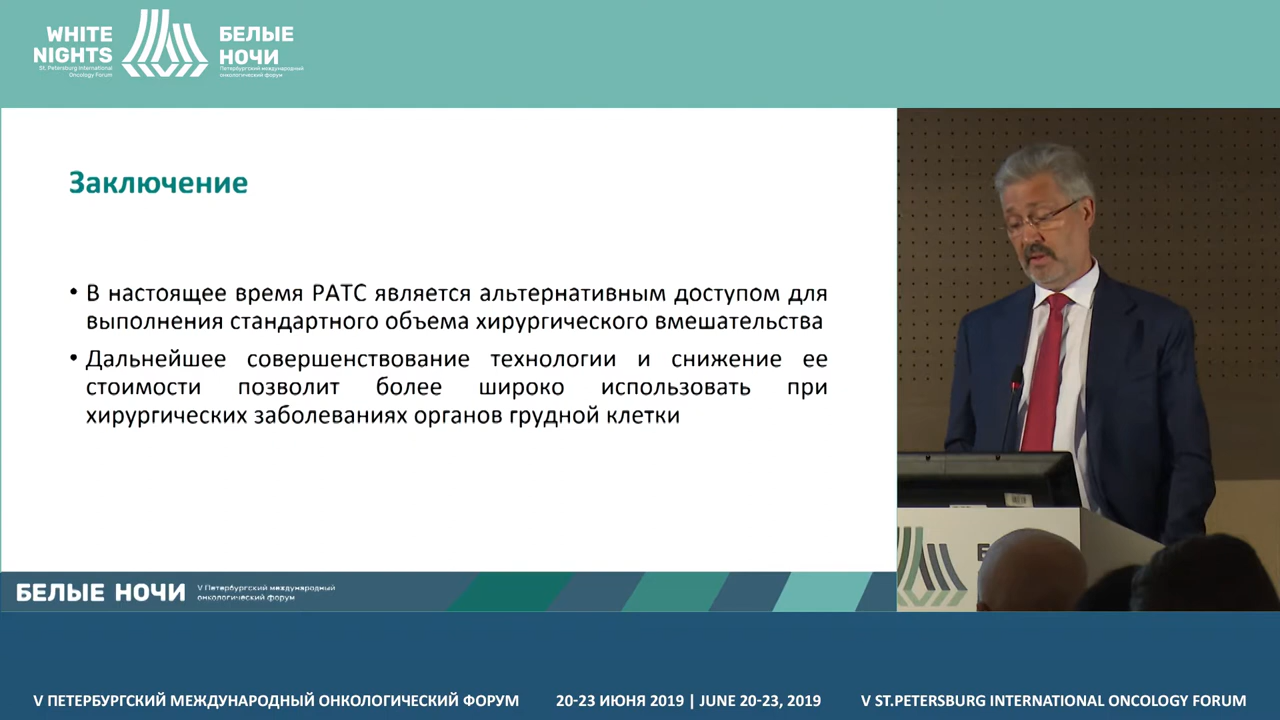 WHITE
NIGHTS
St. Petersburg International
Oncology Forum
БЕЛЫЕ
НОЧИ
Петербургский международный
онкологический форум
Заключение
• В настоящее время РАТС является альтернативным доступом для
выполнения стандартного объема хирургического вмешательства
• Дальнейшее совершенствование технологии и снижение ее
стоимости позволит более широко использовать при
хирургических заболеваниях органов грудной клетки
БЕЛЫЕ НОЧИ
V Петербургский международный
онкологический форум
V ПЕТЕРБУРГСКИЙ МЕЖДУНАРОДНЫЙ ОНКОЛОГИЧЕСКИЙ ФОРУМ
20-23 ИЮНЯ 2019 | JUNE 20-23, 2019
V ST.PETERSBURG INTERNATIONAL ONCOLOGY FORUM